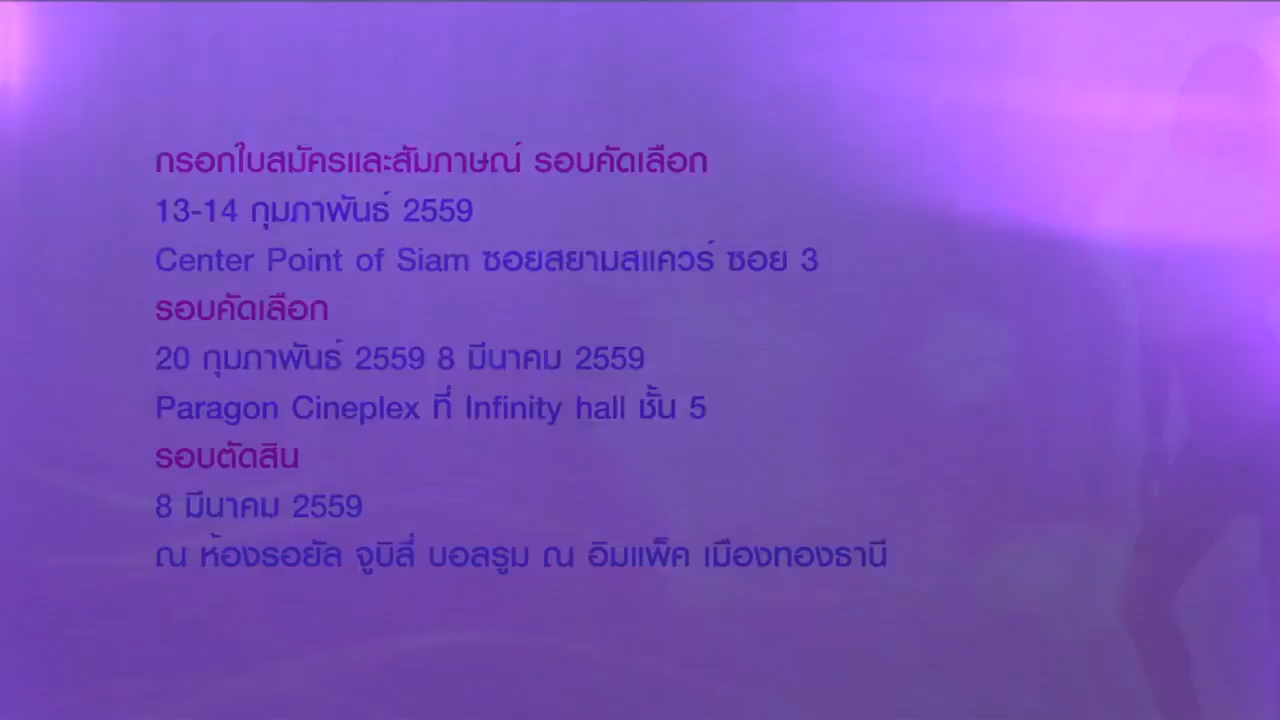 กรอกใบสมัครและสัมภาษณ์ รอบคัดเลือก
13-14 กุมภาพันธ์ 2559
Center Point of Siam ซอยสยามสแควร์ ซอย 3
รอบคัดเลือก
20 กุมภาพันธ์ 2559 8 มีนาคม 2559
Paragon Cineplex ที่ Infinity hall ชั้น 5
รอบตัดสิน
8 มีนาคม 2559
ณ ห้องรอยัล จูบิลี่ บอลรูม ณ อิมแพ็ค เมืองทองธานี